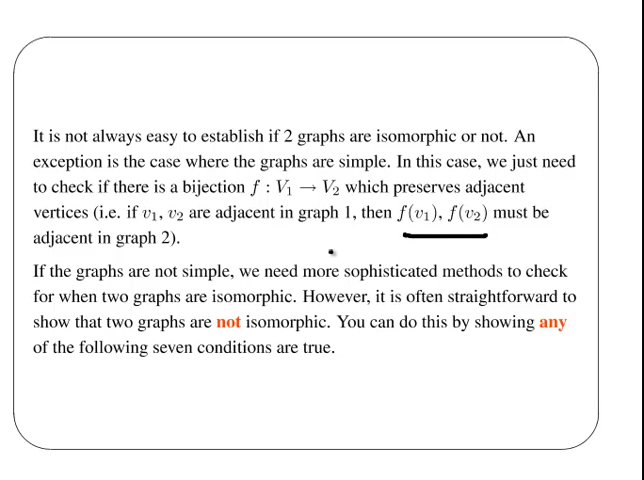 It is not always easy to establish if 2 graphs are isomorphic or not. An
exception is the case where the graphs are simple. In this case, we just need
to check if there is a bijection f : V₁ → V₂ which preserves adjacent
vertices (i.e. if v₁, v₂ are adjacent in graph 1, then f(v₁), f(v₂) must be
adjacent in graph 2).
If the graphs are not simple, we need more sophisticated methods to check
for when two graphs are isomorphic. However, it is often straightforward to
show that two graphs are not isomorphic. You can do this by showing any
of the following seven conditions are true.